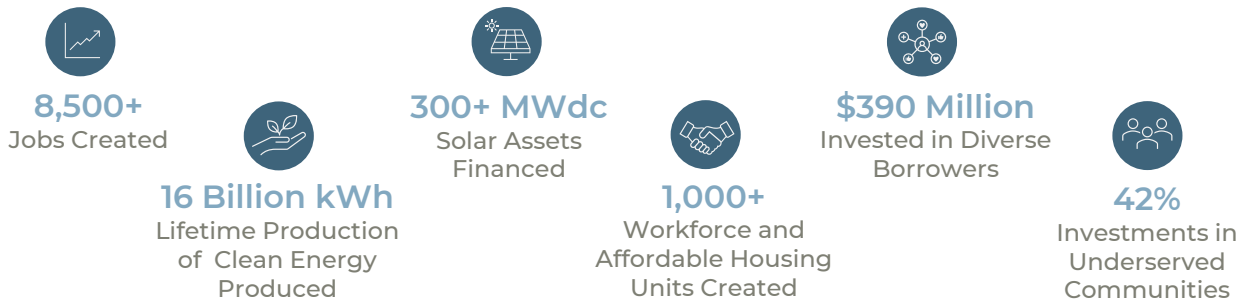 8,500+
Jobs Created
16 Billion kWh
Lifetime Production
of Clean Energy
Produced
300+ MWdc
Solar Assets
Financed
1,000+
Workforce and
Affordable Housing
Units Created
$390 Million
Invested in Diverse
Borrowers
42%
Investments in
Underserved
Communities